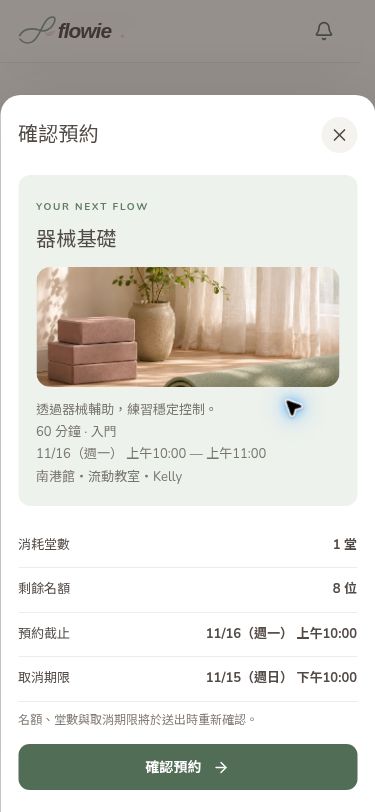 flowie
確認預約
YOUR NEXT FLOW
器械基礎
透過器械輔助，練習穩定控制。
60 分鐘 · 入門
11/16（週一） 上午10:00 — 上午11:00
南港館・流動教室・Kelly
消耗堂數 1 堂
剩餘名額 8 位
預約截止 11/16（週一） 上午10:00
取消期限 11/15（週日） 下午10:00
名額、堂數與取消期限將於送出時重新確認。
確認預約